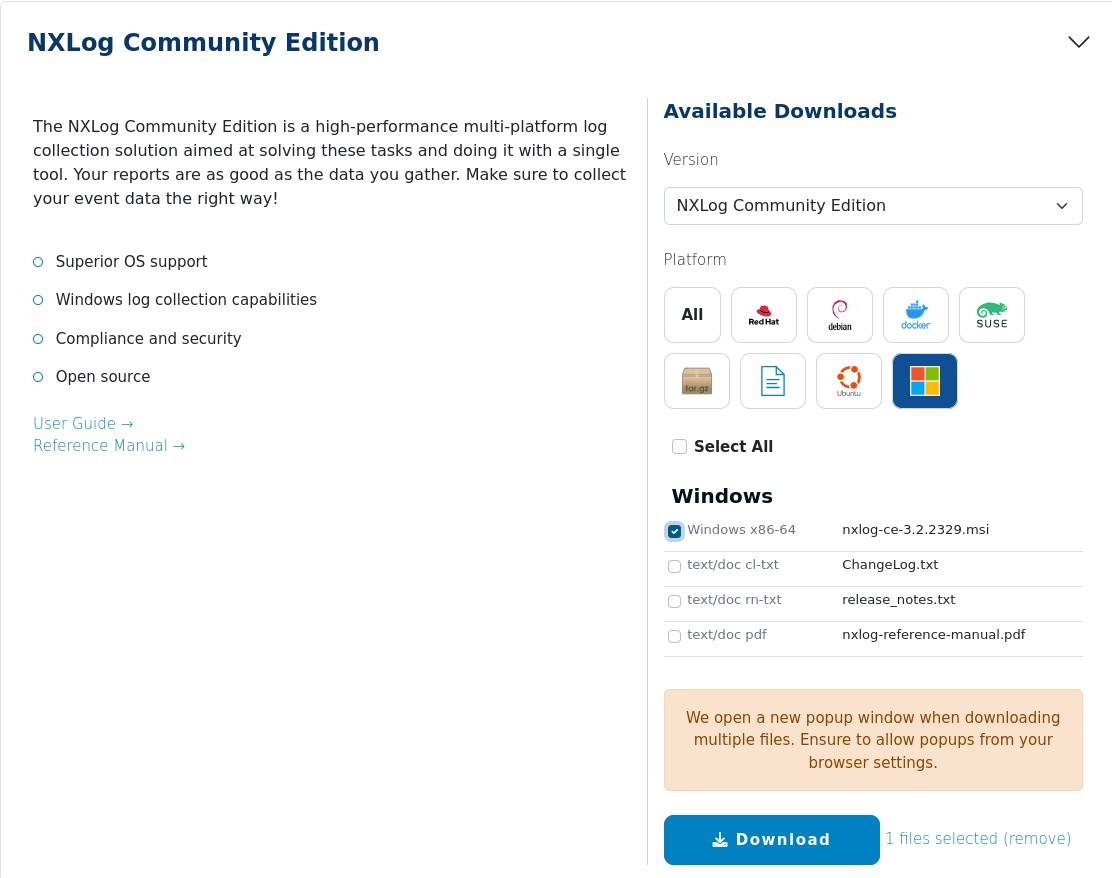 NXLog Community Edition
The NXLog Community Edition is a high-performance multi-platform log
collection solution aimed at solving these tasks and doing it with a single
tool. Your reports are as good as the data you gather. Make sure to collect
your event data the right way!
Superior OS support
Windows log collection capabilities
Compliance and security
Open source
User Guide →
Reference Manual →
Available Downloads
Version
NXLog Community Edition
Platform
All
RedHat
debian
docker
SUSE
tar.gz
Ubuntu
Select All
Windows
Windows x86-64 nxlog-ce-3.2.2329.msi
text/doc cl-txt ChangeLog.txt
text/doc rn-txt release_notes.txt
text/doc pdf nxlog-reference-manual.pdf
We open a new popup window when downloading
multiple files. Ensure to allow popups from your
browser settings.
Download 1 files selected (remove)